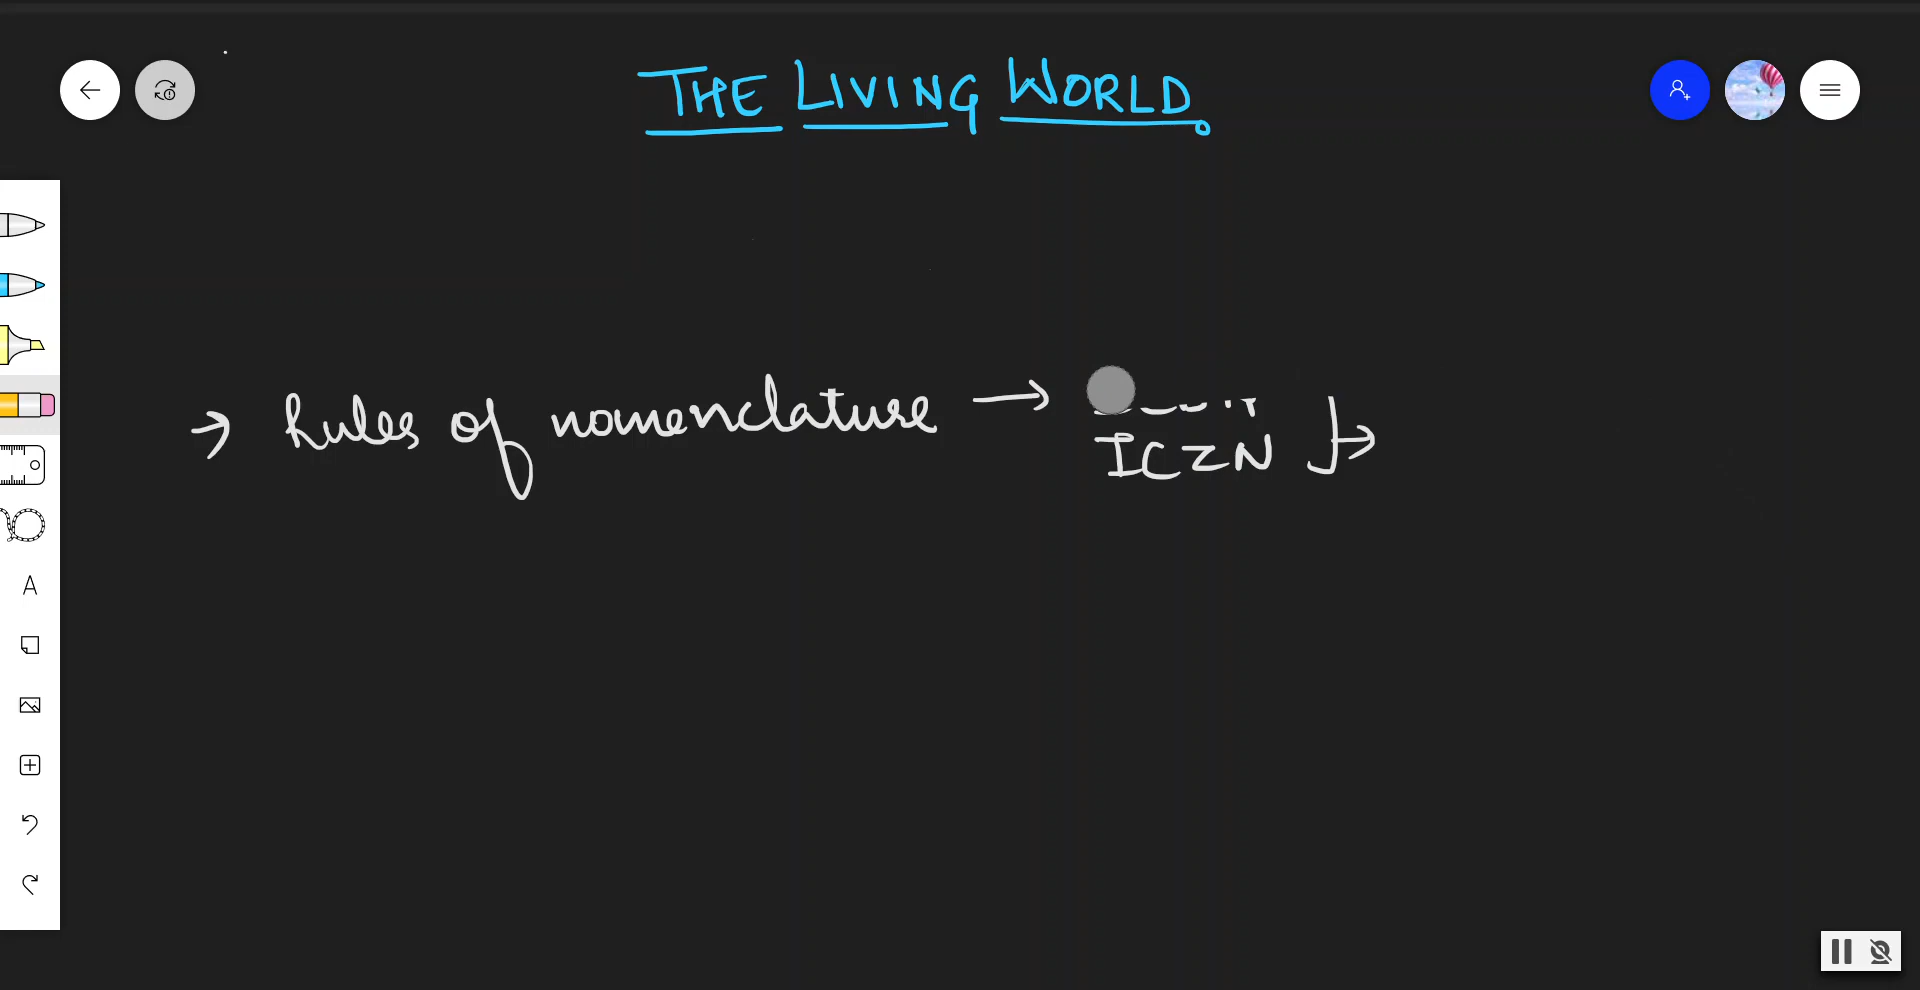 THE LIVING WORLD
→ Rules of nomenclature →
ICZN }→
A